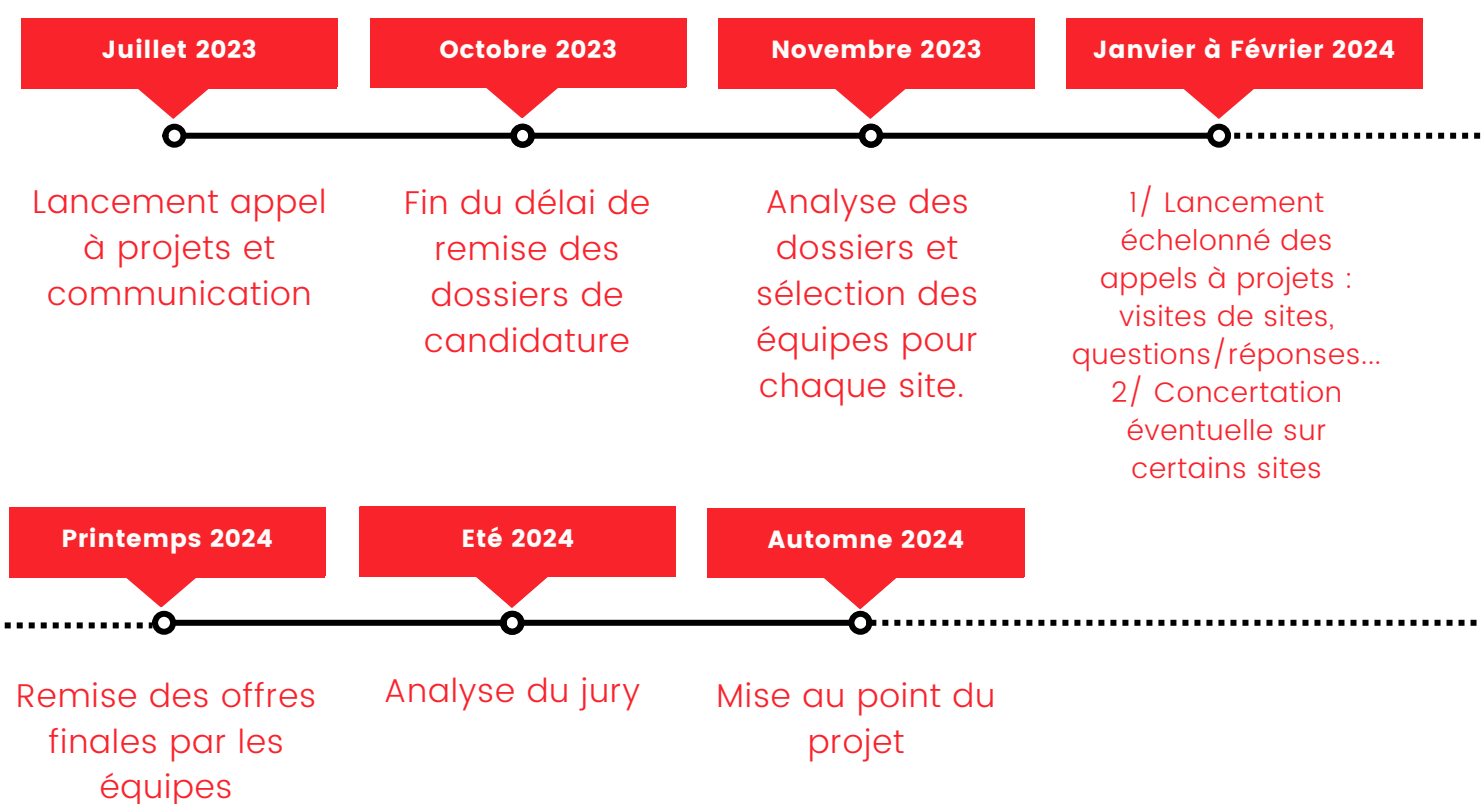 Juillet 2023
Octobre 2023
Novembre 2023
Janvier à Février 2024
Lancement appel
à projets et
communication
Fin du délai de
remise des
dossiers de
candidature
Analyse des
dossiers et
sélection des
équipes pour
chaque site.
1/ Lancement
échelonné des
appels à projets :
visites de sites,
questions/réponses...
2/ Concertation
éventuelle sur
certains sites
Printemps 2024
Eté 2024
Automne 2024
Remise des offres
finales par les
équipes
Analyse du jury
Mise au point du
projet